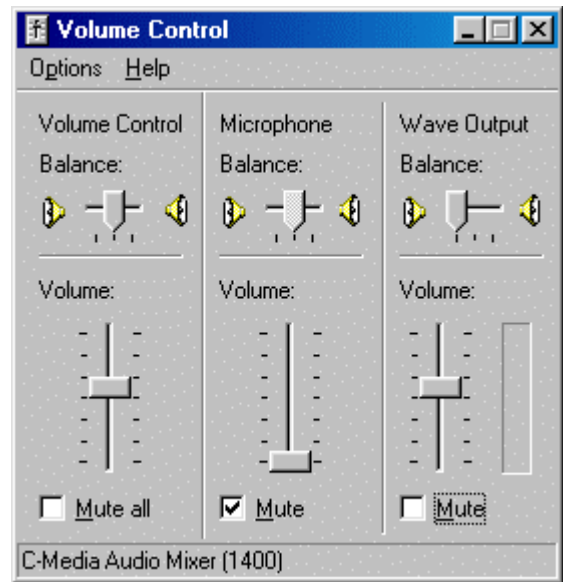 Volume Control
Options Help
Volume Control Microphone Wave Output
Balance: Balance: Balance:
Volume: Volume: Volume:
Mute all Mute Mute
C-Media Audio Mixer (1400)